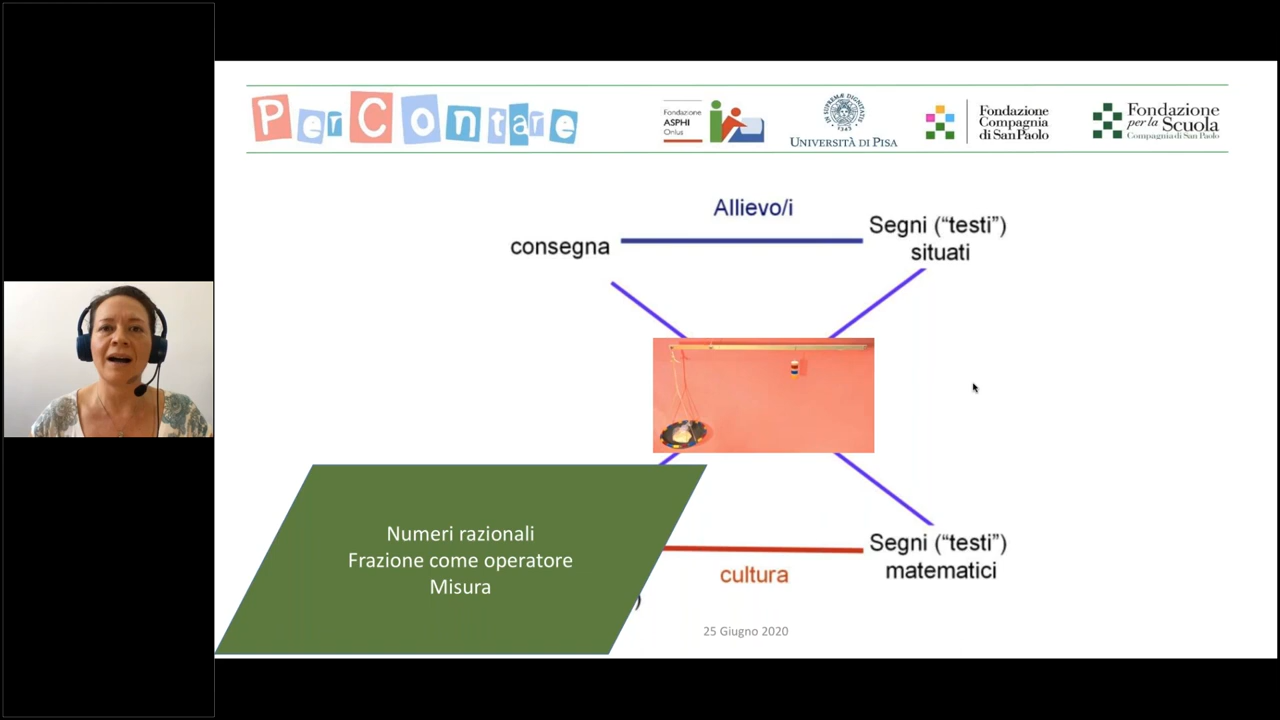 PerContare
Fondazione
ASPHI
Onlus
UNIVERSITÀ DI PISA
Fondazione
Compagnia
di San Paolo
Fondazione
per la Scuola
Compagnia di San Paolo
Allievo/i
consegna
Segni (“testi”)
situati
Numeri razionali
Frazione come operatore
Misura
)
cultura
Segni (“testi”)
matematici
25 Giugno 2020